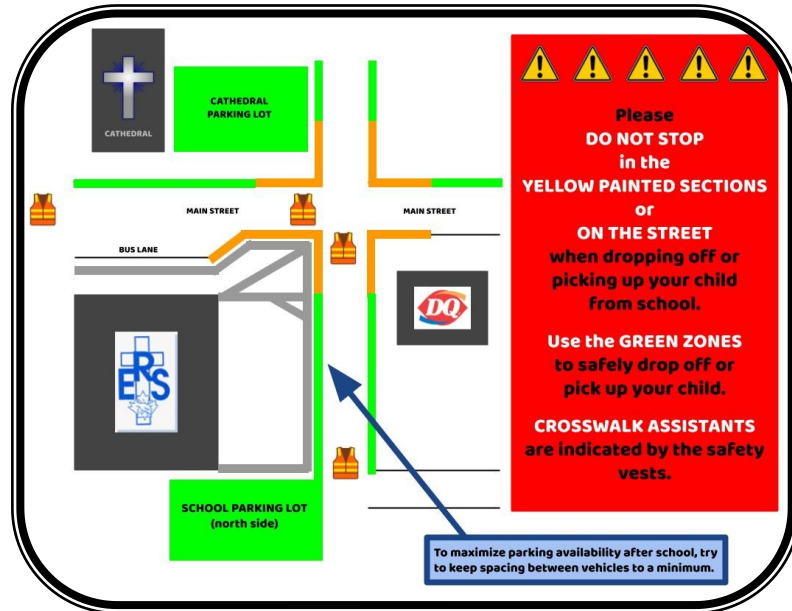 CATHEDRAL
CATHEDRAL
PARKING LOT
MAIN STREET
MAIN STREET
BUS LANE
DQ
ERS
SCHOOL PARKING LOT
(north side)
Please
DO NOT STOP
in the
YELLOW PAINTED SECTIONS
or
ON THE STREET
when dropping off or
picking up your child
from school.
Use the GREEN ZONES
to safely drop off or
pick up your child.
CROSSWALK ASSISTANTS
are indicated by the safety
vests.
To maximize parking availability after school, try
to keep spacing between vehicles to a minimum.